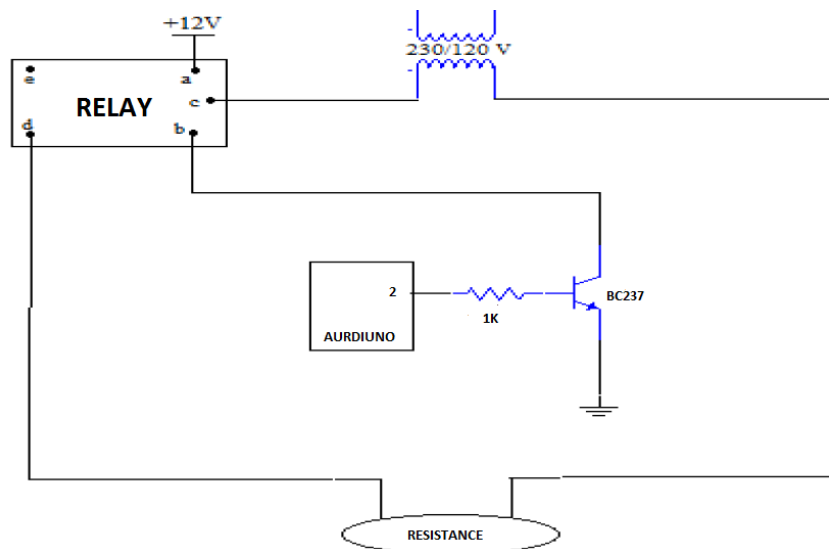 +12V
230/120 V
e
a
RELAY
c
d
b
2
BC237
1K
AURDIUNO
RESISTANCE